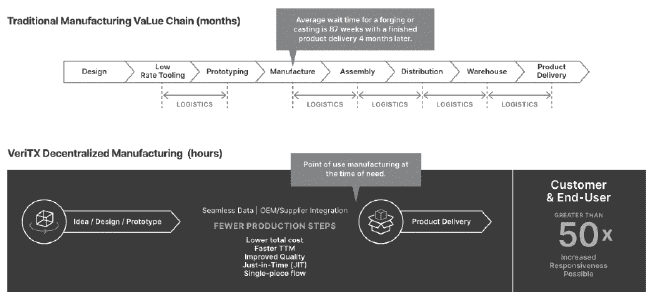 Traditional Manufacturing VaLue Chain (months)
Average wait time for a forging or
casting is 87 weeks with a finished
product delivery 4 months later.
Design
Low
Rate Tooling
Prototyping
Manufacture
Assembly
Distribution
Warehouse
Product
Delivery
LOGISTICS
LOGISTICS
LOGISTICS
LOGISTICS
LOGISTICS
VeriTX Decentralized Manufacturing (hours)
Point of use manufacturing at
the time of need.
Idea / Design / Prototype
Seamless Data | OEM/Supplier Integration
FEWER PRODUCTION STEPS
Lower total cost
Faster TTM
Improved Quality
Just-in-Time (JIT)
Single-piece flow
Product Delivery
Customer
& End-User
GREATER THAN
50x
Increased
Responsiveness
Possible